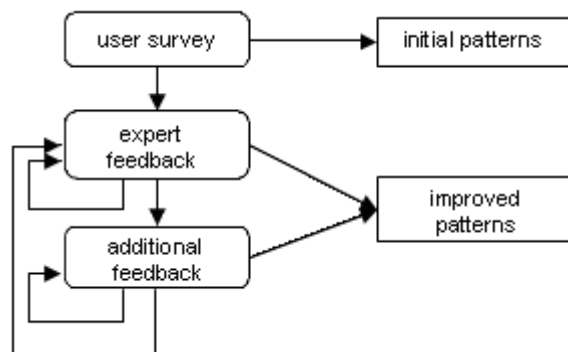 user survey
initial patterns
expert
feedback
improved
patterns
additional
feedback